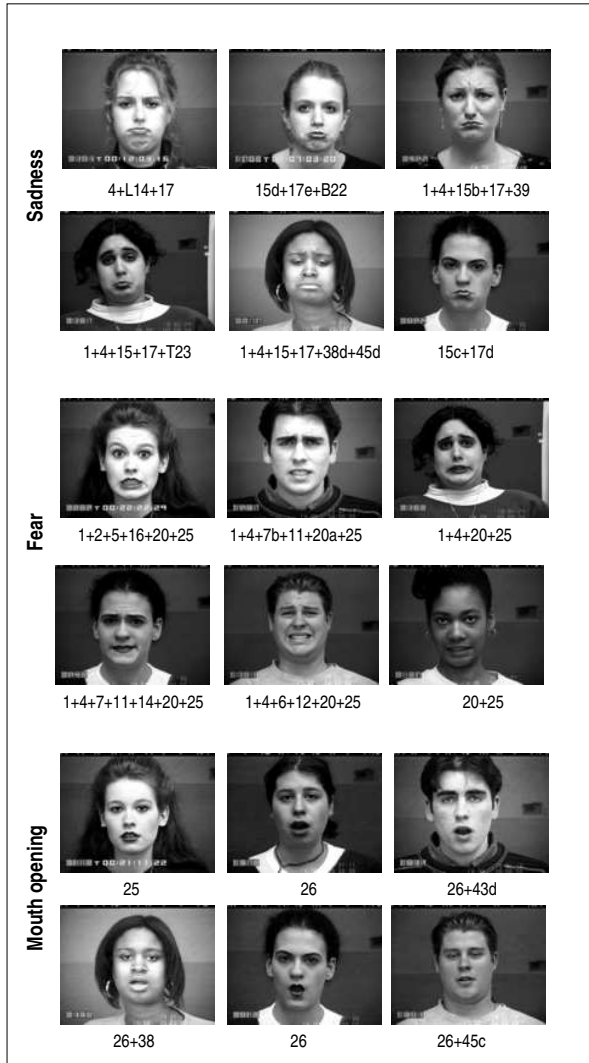 Sadness
4+L14+17
15d+17e+B22
1+4+15b+17+39
1+4+15+17+T23
1+4+15+17+38d+45d
15c+17d
Fear
1+2+5+16+20+25
1+4+7b+11+20a+25
1+4+20+25
1+4+7+11+14+20+25
1+4+6+12+20+25
20+25
Mouth opening
25
26
26+43d
26+38
26
26+45c